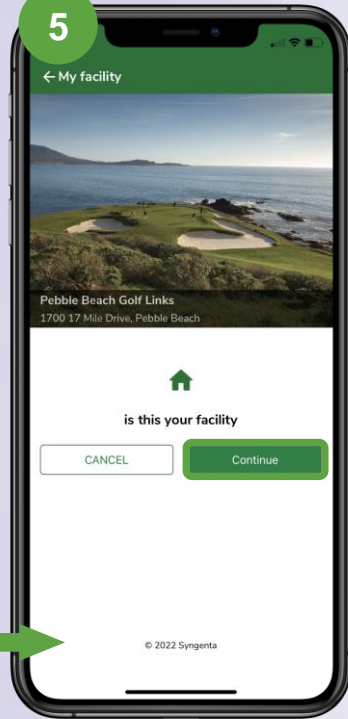 5
← My facility
Pebble Beach Golf Links
1700 17 Mile Drive, Pebble Beach
is this your facility
CANCEL
Continue
© 2022 Syngenta